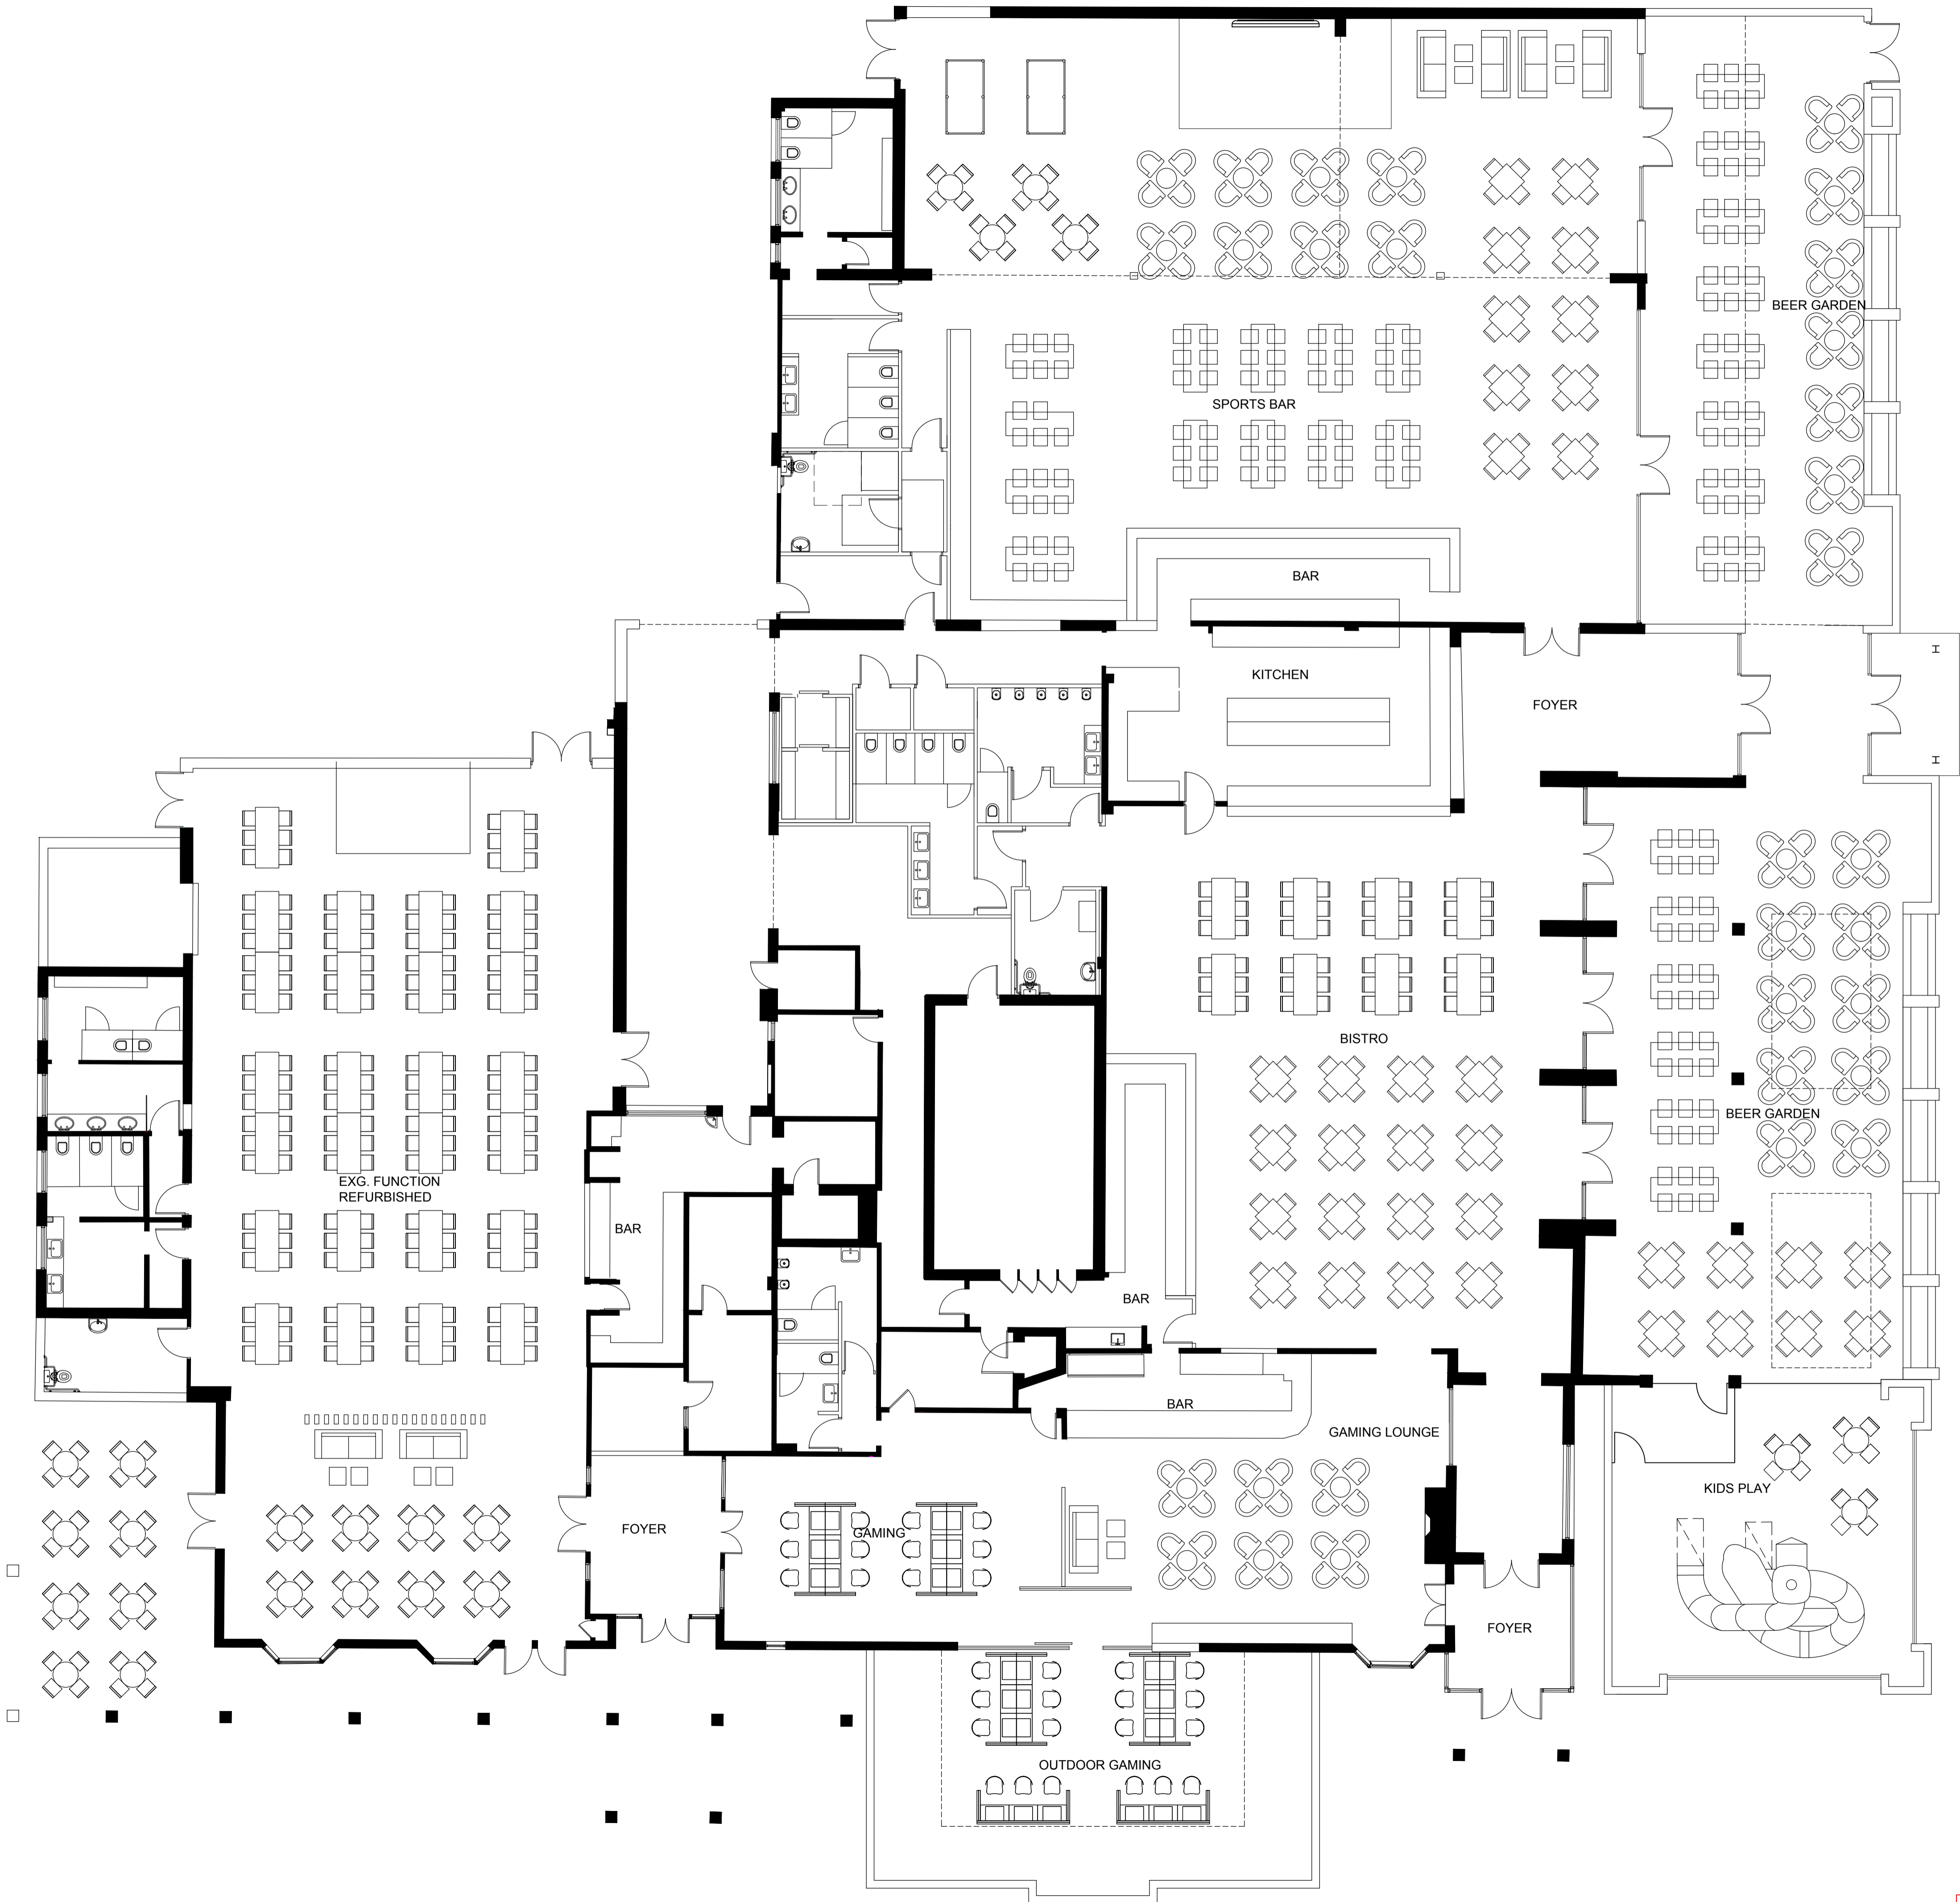 BEER GARDEN
SPORTS BAR
BAR
KITCHEN
FOYER
BISTRO
BEER GARDEN
EXG. FUNCTION
REFURBISHED
BAR
BAR
BAR
GAMING LOUNGE
KIDS PLAY
FOYER
GAMING
FOYER
OUTDOOR GAMING